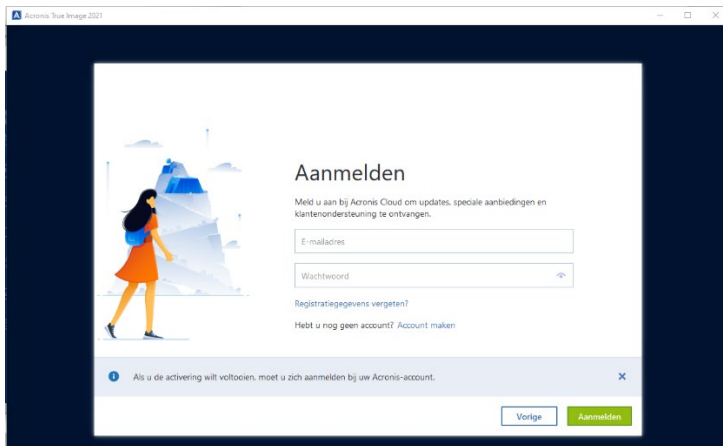 Acronis True Image 2021
Aanmelden
Meld u aan bij Acronis Cloud om updates, speciale aanbiedingen en
klantenondersteuning te ontvangen.
E-mailadres
Wachtwoord
Registratiegegevens vergeten?
Hebt u nog geen account? Account maken
Als u de activering wilt voltooien, moet u zich aanmelden bij uw Acronis-account.
Vorige Aanmelden